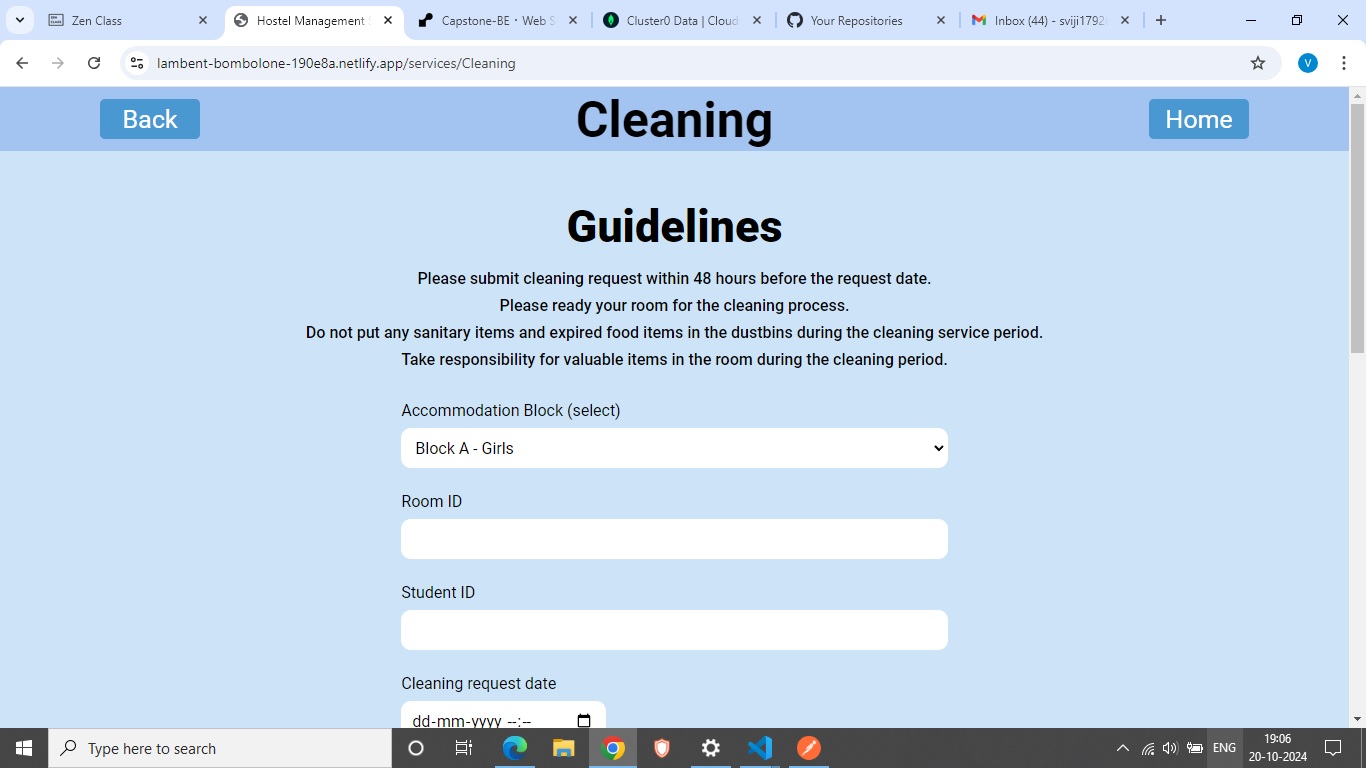 Zen Class
Hostel Management
Capstone-BE · Web S
Cluster0 Data | Cloud
Your Repositories
Inbox (44) - sviji1792
lambent-bombolone-190e8a.netlify.app/services/Cleaning
V
Back
Cleaning
Home
Guidelines
Please submit cleaning request within 48 hours before the request date.
Please ready your room for the cleaning process.
Do not put any sanitary items and expired food items in the dustbins during the cleaning service period.
Take responsibility for valuable items in the room during the cleaning period.
Accommodation Block (select)
Block A - Girls
Room ID
Student ID
Cleaning request date
dd-mm-yyyy --:--
Type here to search
ENG
19:06
20-10-2024